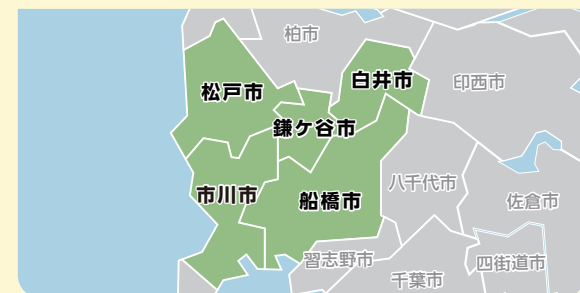 柏市
白井市
印西市
松戸市
鎌ケ谷市
八千代市
市川市
船橋市
佐倉市
習志野市
四街道市
千葉市